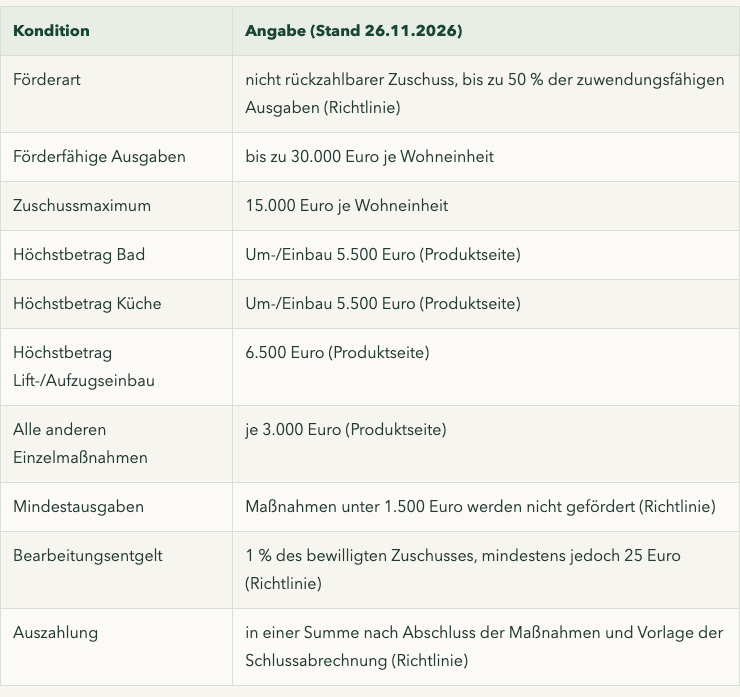 Kondition
Angabe (Stand 26.11.2026)
Förderart
nicht rückzahlbarer Zuschuss, bis zu 50 % der zuwendungsfähigen
Ausgaben (Richtlinie)
Förderfähige Ausgaben
bis zu 30.000 Euro je Wohneinheit
Zuschussmaximum
15.000 Euro je Wohneinheit
Höchstbetrag Bad
Um-/Einbau 5.500 Euro (Produktseite)
Höchstbetrag Küche
Um-/Einbau 5.500 Euro (Produktseite)
Höchstbetrag
Lift-/Aufzugseinbau
6.500 Euro (Produktseite)
Alle anderen
Einzelmaßnahmen
je 3.000 Euro (Produktseite)
Mindestausgaben
Maßnahmen unter 1.500 Euro werden nicht gefördert (Richtlinie)
Bearbeitungsentgelt
1 % des bewilligten Zuschusses, mindestens jedoch 25 Euro
(Richtlinie)
Auszahlung
in einer Summe nach Abschluss der Maßnahmen und Vorlage der
Schlussabrechnung (Richtlinie)